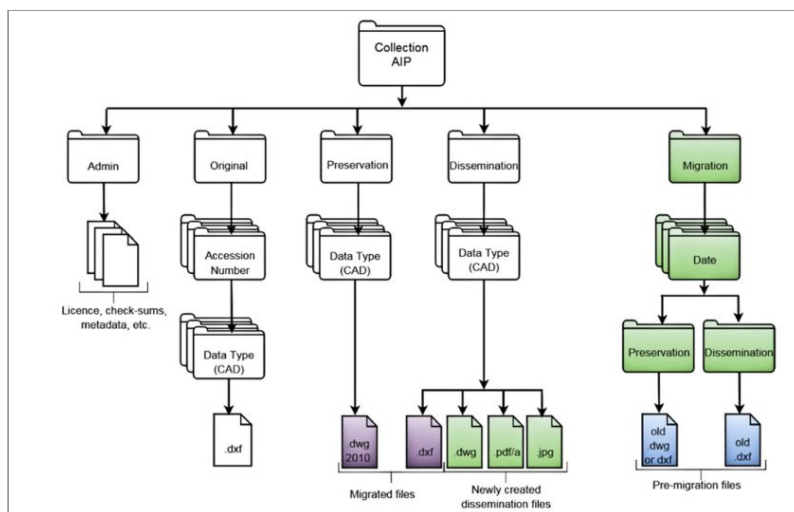 Collection
AIP
Admin
Original
Preservation
Dissemination
Migration
Accession
Number
Data Type
(CAD)
Data Type
(CAD)
Date
Licence, check-sums,
metadata, etc.
Data Type
(CAD)
Preservation
Dissemination
.dxf
.dwg
2010
.dxf
.dwg
.pdf/a
.jpg
old
dwg
or dxf
old
.dxf
Migrated files
Newly created
dissemination files
Pre-migration files